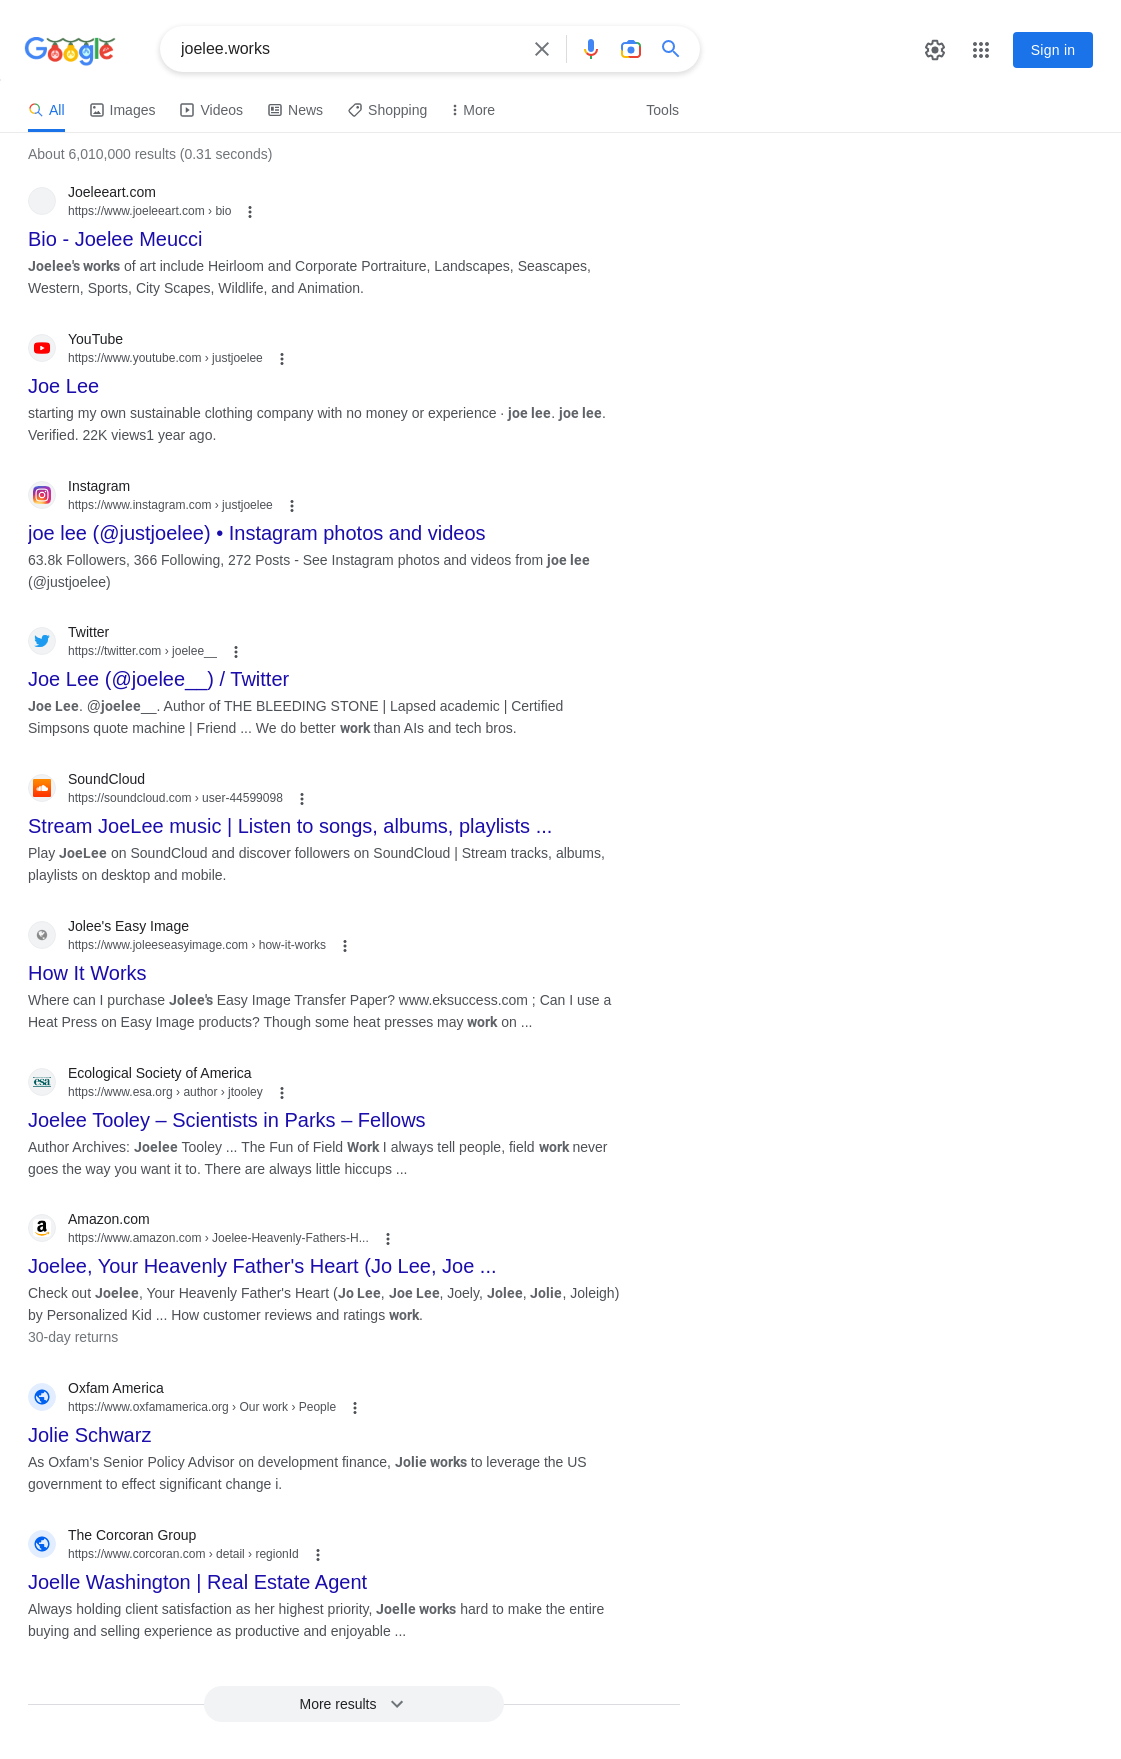 Google
joelee.works
Sign in
All
Images
Videos
News
Shopping
More
Tools
About 6,010,000 results (0.31 seconds)
Joeleeart.com
https://www.joeleeart.com › bio
Bio - Joelee Meucci
Joelee's works of art include Heirloom and Corporate Portraiture, Landscapes, Seascapes,
Western, Sports, City Scapes, Wildlife, and Animation.
YouTube
https://www.youtube.com › justjoelee
Joe Lee
starting my own sustainable clothing company with no money or experience · joe lee. joe lee.
Verified. 22K views1 year ago.
Instagram
https://www.instagram.com › justjoelee
joe lee (@justjoelee) • Instagram photos and videos
63.8k Followers, 366 Following, 272 Posts - See Instagram photos and videos from joe lee
(@justjoelee)
Twitter
https://twitter.com › joelee__
Joe Lee (@joelee__) / Twitter
Joe Lee. @joelee__. Author of THE BLEEDING STONE | Lapsed academic | Certified
Simpsons quote machine | Friend ... We do better work than AIs and tech bros.
SoundCloud
https://soundcloud.com › user-44599098
Stream JoeLee music | Listen to songs, albums, playlists ...
Play JoeLee on SoundCloud and discover followers on SoundCloud | Stream tracks, albums,
playlists on desktop and mobile.
Jolee's Easy Image
https://www.joleeseasyimage.com › how-it-works
How It Works
Where can I purchase Jolee's Easy Image Transfer Paper? www.eksuccess.com ; Can I use a
Heat Press on Easy Image products? Though some heat presses may work on ...
esa
Ecological Society of America
https://www.esa.org › author › jtooley
Joelee Tooley – Scientists in Parks – Fellows
Author Archives: Joelee Tooley ... The Fun of Field Work I always tell people, field work never
goes the way you want it to. There are always little hiccups ...
a
Amazon.com
https://www.amazon.com › Joelee-Heavenly-Fathers-H...
Joelee, Your Heavenly Father's Heart (Jo Lee, Joe ...
Check out Joelee, Your Heavenly Father's Heart (Jo Lee, Joe Lee, Joely, Jolee, Jolie, Joleigh)
by Personalized Kid ... How customer reviews and ratings work.
30-day returns
Oxfam America
https://www.oxfamamerica.org › Our work › People
Jolie Schwarz
As Oxfam's Senior Policy Advisor on development finance, Jolie works to leverage the US
government to effect significant change i.
The Corcoran Group
https://www.corcoran.com › detail › regionId
Joelle Washington | Real Estate Agent
Always holding client satisfaction as her highest priority, Joelle works hard to make the entire
buying and selling experience as productive and enjoyable ...
More results